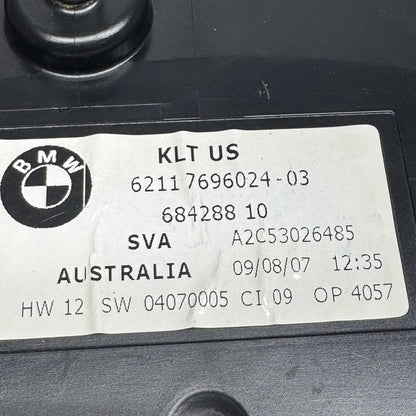 BMW
KLT US
6211 7696024-03
684288 10
SVA A2C53026485
AUSTRALIA 09/08/07 12:35
HW 12 SW 04070005 CI 09 OP 4057